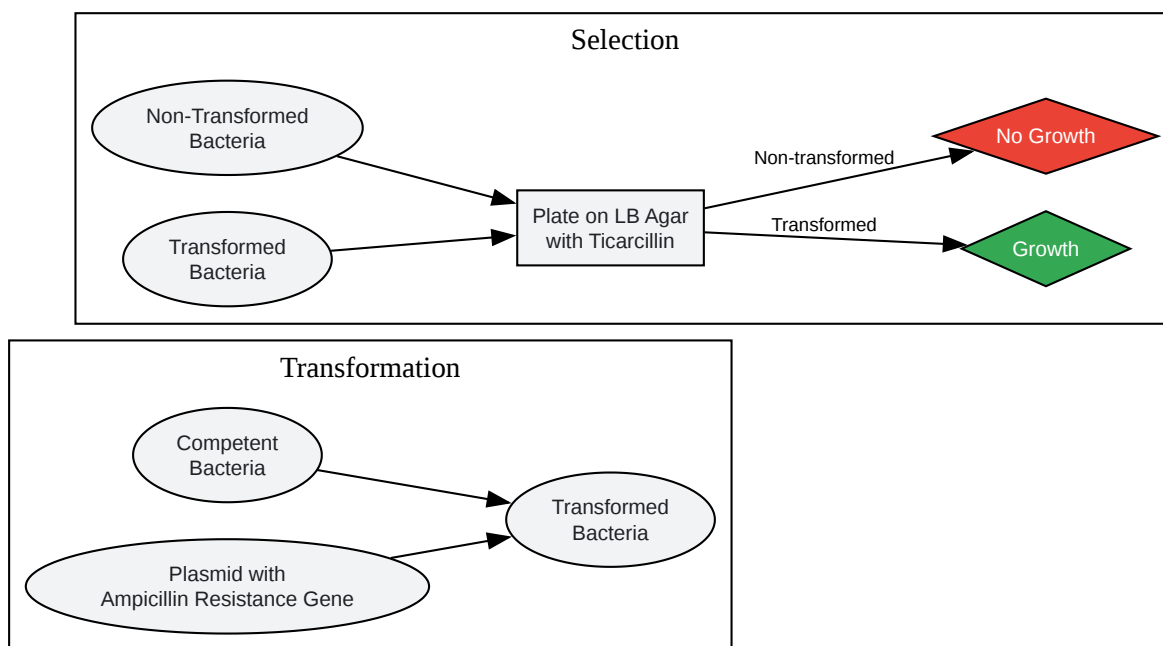 Selection
Non-Transformed
Bacteria
Transformed
Bacteria
Plate on LB Agar
with Ticarcillin
Non-transformed
Transformed
No Growth
Growth
Transformation
Competent
Bacteria
Plasmid with
Ampicillin Resistance Gene
Transformed
Bacteria